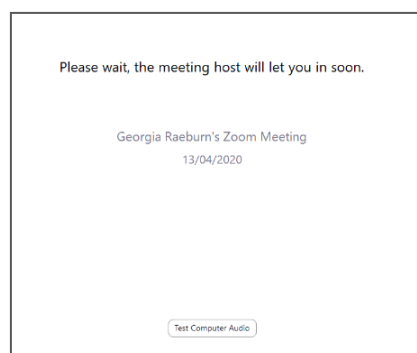 Please wait, the meeting host will let you in soon.
Georgia Raeburn's Zoom Meeting
13/04/2020
Test Computer Audio